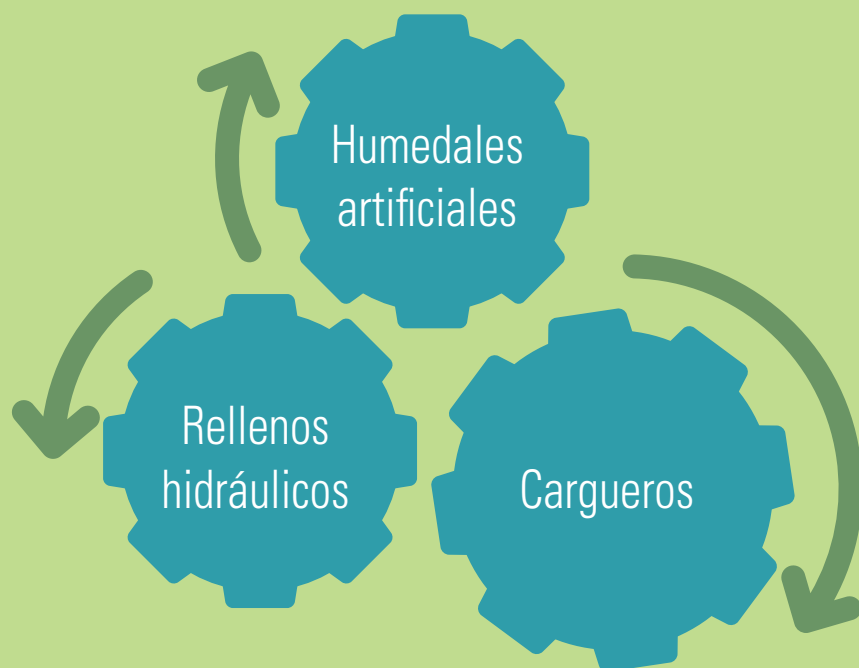 Humedales
artificiales
Rellenos
hidráulicos
Cargueros